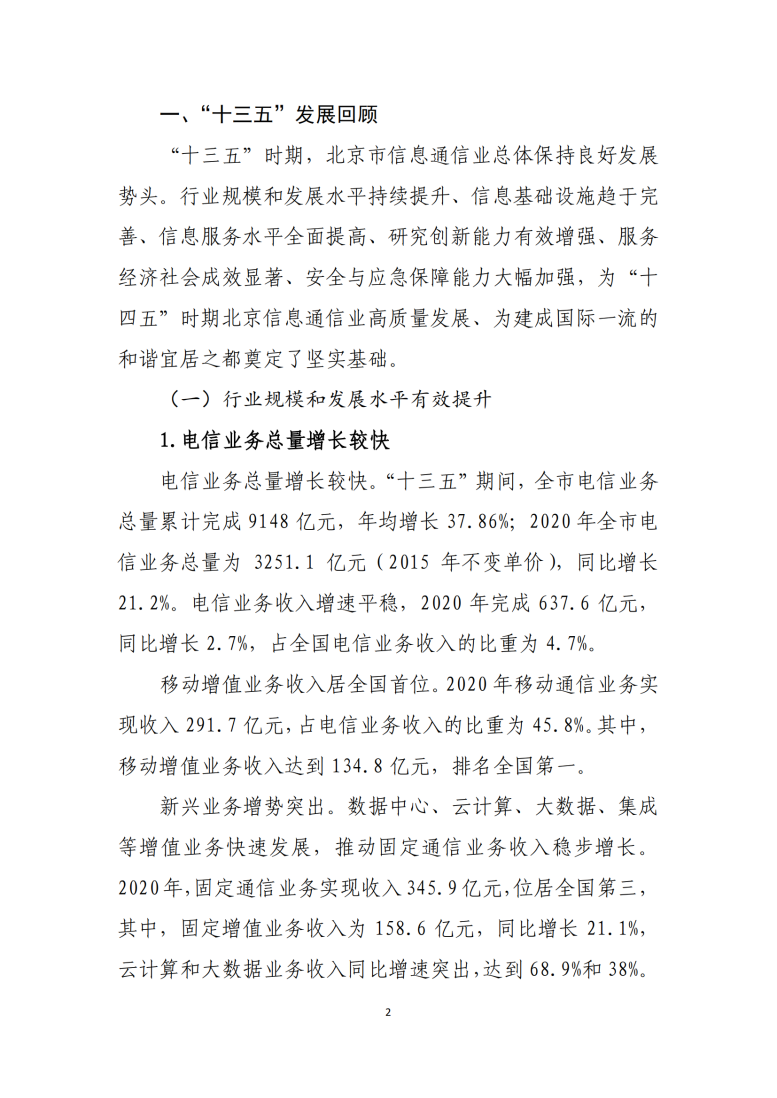 一、“十三五”发展回顾
“十三五”时期，北京市信息通信业总体保持良好发展
势头。行业规模和发展水平持续提升、信息基础设施趋于完
善、信息服务水平全面提高、研究创新能力有效增强、服务
经济社会成效显著、安全与应急保障能力大幅加强，为“十
四五”时期北京信息通信业高质量发展、为建成国际一流的
和谐宜居之都奠定了坚实基础。
（一）行业规模和发展水平有效提升
1.电信业务总量增长较快
电信业务总量增长较快。“十三五”期间，全市电信业务
总量累计完成 9148 亿元，年均增长 37.86%；2020 年全市电
信业务总量为 3251.1 亿元（2015 年不变单价），同比增长
21.2%。电信业务收入增速平稳，2020 年完成 637.6 亿元，
同比增长 2.7%，占全国电信业务收入的比重为 4.7%。
移动增值业务收入居全国首位。2020 年移动通信业务实
现收入 291.7 亿元，占电信业务收入的比重为 45.8%。其中，
移动增值业务收入达到 134.8 亿元，排名全国第一。
新兴业务增势突出。数据中心、云计算、大数据、集成
等增值业务快速发展，推动固定通信业务收入稳步增长。
2020 年，固定通信业务实现收入 345.9 亿元，位居全国第三，
其中，固定增值业务收入为 158.6 亿元，同比增长 21.1%，
云计算和大数据业务收入同比增速突出，达到 68.9%和 38%。
2